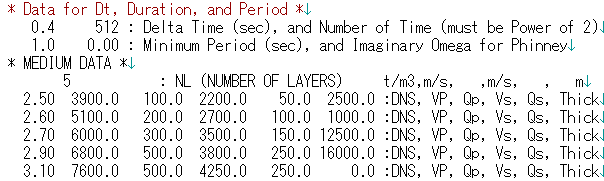 * Data for Dt, Duration, and Period *↓
0.4 512 : Delta Time (sec), and Number of Time (must be Power of 2)↓
1.0 0.00 : Minimum Period (sec), and Imaginary Omega for Phinney↓
* MEDIUM DATA *↓
5 : NL (NUMBER OF LAYERS) t/m3,m/s, ,m/s, , m↓
2.50 3900.0 100.0 2200.0 50.0 2500.0 :DNS, VP, Qp, Vs, Qs, Thick↓
2.60 5100.0 200.0 2700.0 100.0 1000.0 :DNS, VP, Qp, Vs, Qs, Thick↓
2.70 6000.0 300.0 3500.0 150.0 12500.0 :DNS, VP, Qp, Vs, Qs, Thick↓
2.90 6800.0 500.0 3800.0 250.0 16000.0 :DNS, VP, Qp, Vs, Qs, Thick↓
3.10 7600.0 500.0 4250.0 250.0 0.0 :DNS, VP, Qp, Vs, Qs, Thick↓